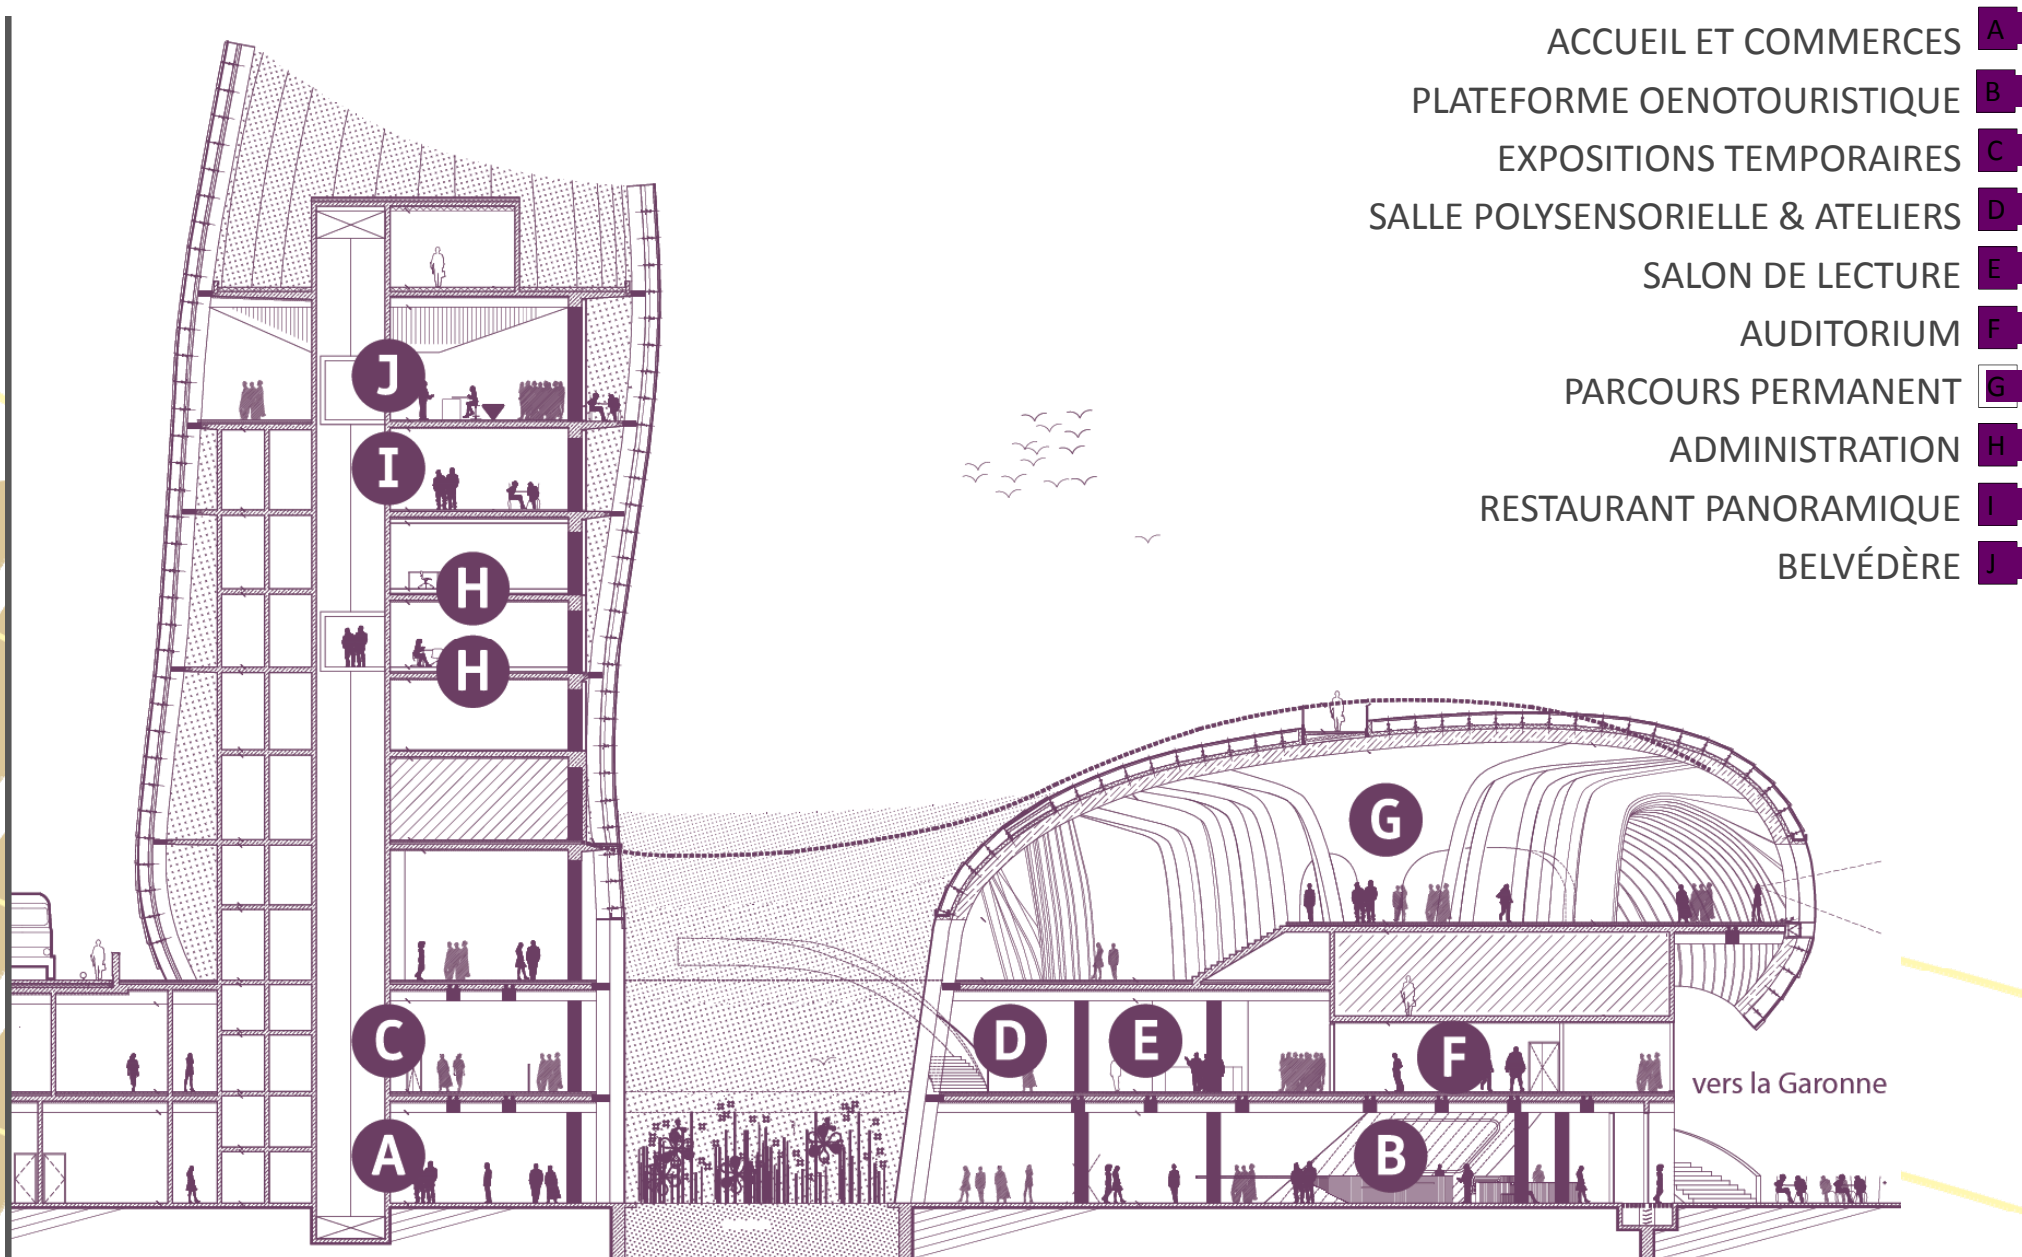 ACCUEIL ET COMMERCES A
PLATEFORME OENOTOURISTIQUE B
EXPOSITIONS TEMPORAIRES C
SALLE POLYSENSORIELLE & ATELIERS D
SALON DE LECTURE E
AUDITORIUM F
PARCOURS PERMANENT G
ADMINISTRATION H
RESTAURANT PANORAMIQUE I
BELVÉDÈRE J
J
I
H
H
G
C
D
E
F
vers la Garonne
A
B